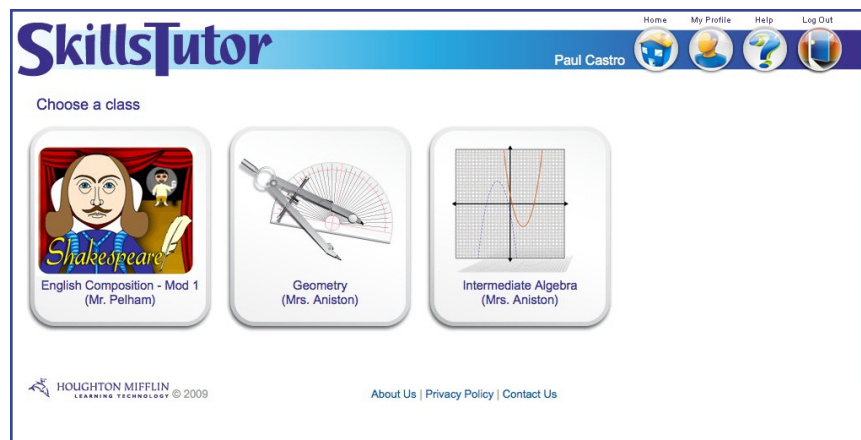 Home My Profile Help Log Out
SkillsTutor
Paul Castro
Choose a class
Shakespeare
English Composition - Mod 1
(Mr. Pelham)
Geometry
(Mrs. Aniston)
Intermediate Algebra
(Mrs. Aniston)
HOUGHTON MIFFLIN
LEARNING TECHNOLOGY © 2009
About Us | Privacy Policy | Contact Us